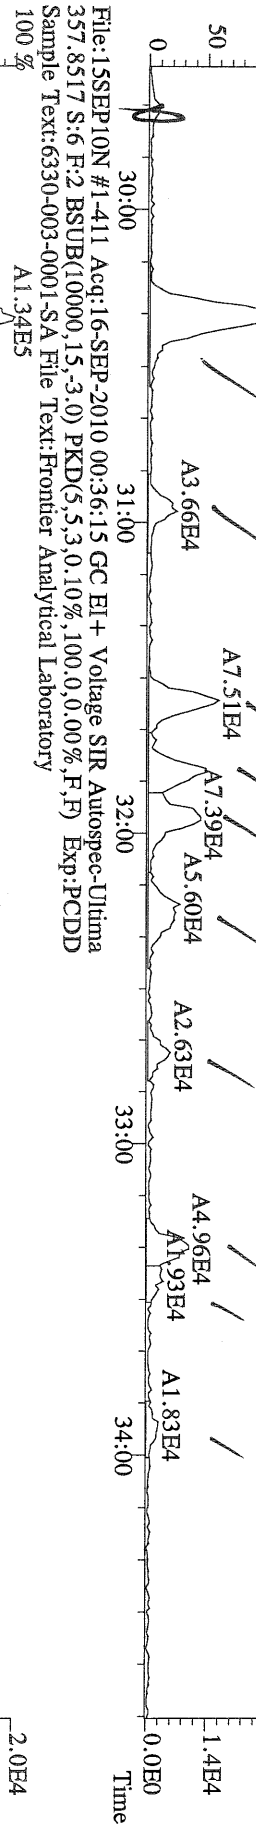 50
1.4E4
A7.51E4
A7.39E4
A3.66E4
A5.60E4
A2.63E4
A4.96E4
A1.93E4
A1.83E4
0
0.0E0
30:00
31:00
32:00
33:00
34:00
Time
File:15SEP10N #1-411 Acq:16-SEP-2010 00:36:15 GC EI+ Voltage SIR Autospec-Ultima
357.8517 S:6 F:2 BSUB(10000,15,-3.0) PKD(5,5,3,0.10%,100.0,0.00%,F,F) Exp:PCDD
Sample Text:6330-003-0001-SA File Text:Frontier Analytical Laboratory
100 %
A1.34E5
2.0E4